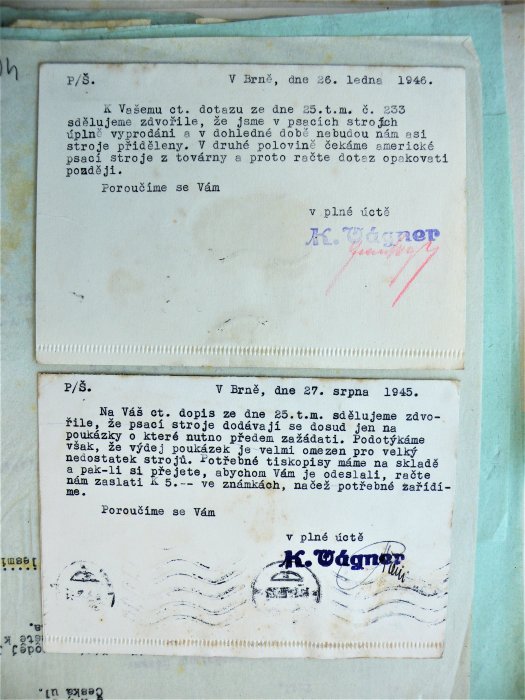 P/Š. V Brně, dne 26. ledna 1946.
K Vašemu ct. dotazu ze dne 25.t.m. č. 233
sdělujeme zdvořile, že jsme v psacích strojích
úplně vyprodáni a v dohledné době nebudou nám asi
stroje přiděleny. V druhé polovině čekáme americké
psací stroje z továrny a proto račte dotaz opakovati
později.
Poroučíme se Vám
v plné úctě
K. Vágner
P/Š. V Brně, dne 27. srpna 1945.
Na Váš ct. dopis ze dne 25.t.m. sdělujeme zdvo-
řile, že psací stroje dodávají se dosud jen na
poukázky o které nutno předem zažádati. Podotýkáme
však, že výdej poukázek je velmi omezen pro velký
nedostatek strojů. Potřebné tiskopisy máme na skladě
a pak-li si přejete, abychom Vám je odeslali, račte
nám zaslati K 5.-- ve známkách, načež potřebné zařídí-
me.
Poroučíme se Vám
v plné úctě
K. Vágner
Česká ul.